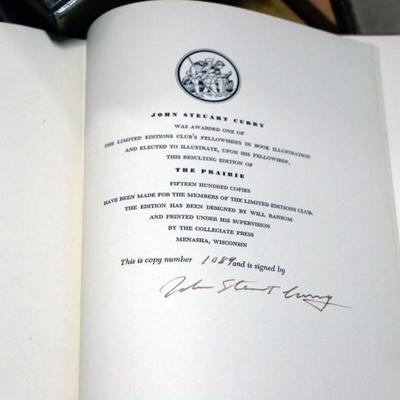 JOHN STEUART CURRY
WAS AWARDED ONE OF
THE LIMITED EDITIONS CLUB'S FELLOWSHIPS IN BOOK ILLUSTRATION
AND ELECTED TO ILLUSTRATE, UPON HIS FELLOWSHIP,
THIS RESULTING EDITION OF
THE PRAIRIE
FIFTEEN HUNDRED COPIES
HAVE BEEN MADE FOR THE MEMBERS OF THE LIMITED EDITIONS CLUB.
THE EDITION HAS BEEN DESIGNED BY WILL RANSOM
AND PRINTED UNDER HIS SUPERVISION
BY THE COLLEGIATE PRESS
MENASHA, WISCONSIN
This is copy number 1089 and is signed by
John Steuart Curry